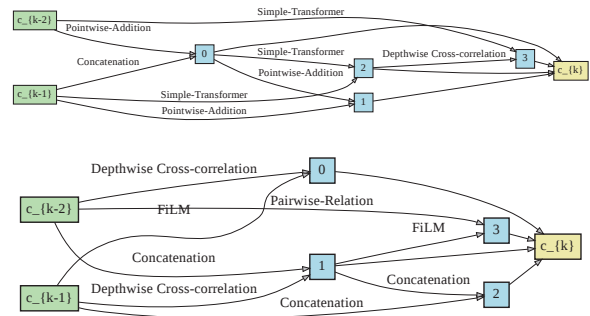 Simple-Transformer
c_{k-2}
Pointwise-Addition
0
Simple-Transformer
Depthwise Cross-correlation
3
Concatenation
2
c_{k}
Pointwise-Addition
c_{k-1}
Simple-Transformer
1
Pointwise-Addition
Depthwise Cross-correlation
0
c_{k-2}
FiLM
Pairwise-Relation
FiLM
3
c_{k}
Concatenation
1
Concatenation
Depthwise Cross-correlation
2
c_{k-1}
Concatenation